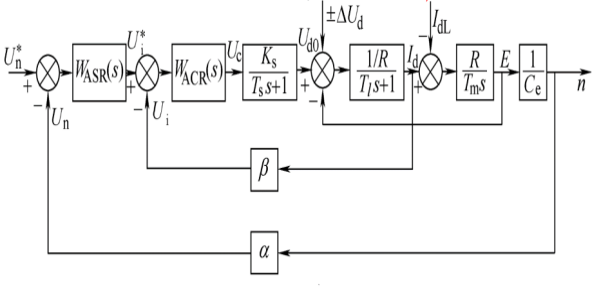 ±ΔU_d
I_dL
U_n^* + − U_n
W_ASR(s)
U_i^* + − U_i
W_ACR(s)
U_c
K_s / T_s s+1
U_d0 + −
1/R / T_l s+1
I_d + −
R / T_m s
E
1 / C_e
n
β
α